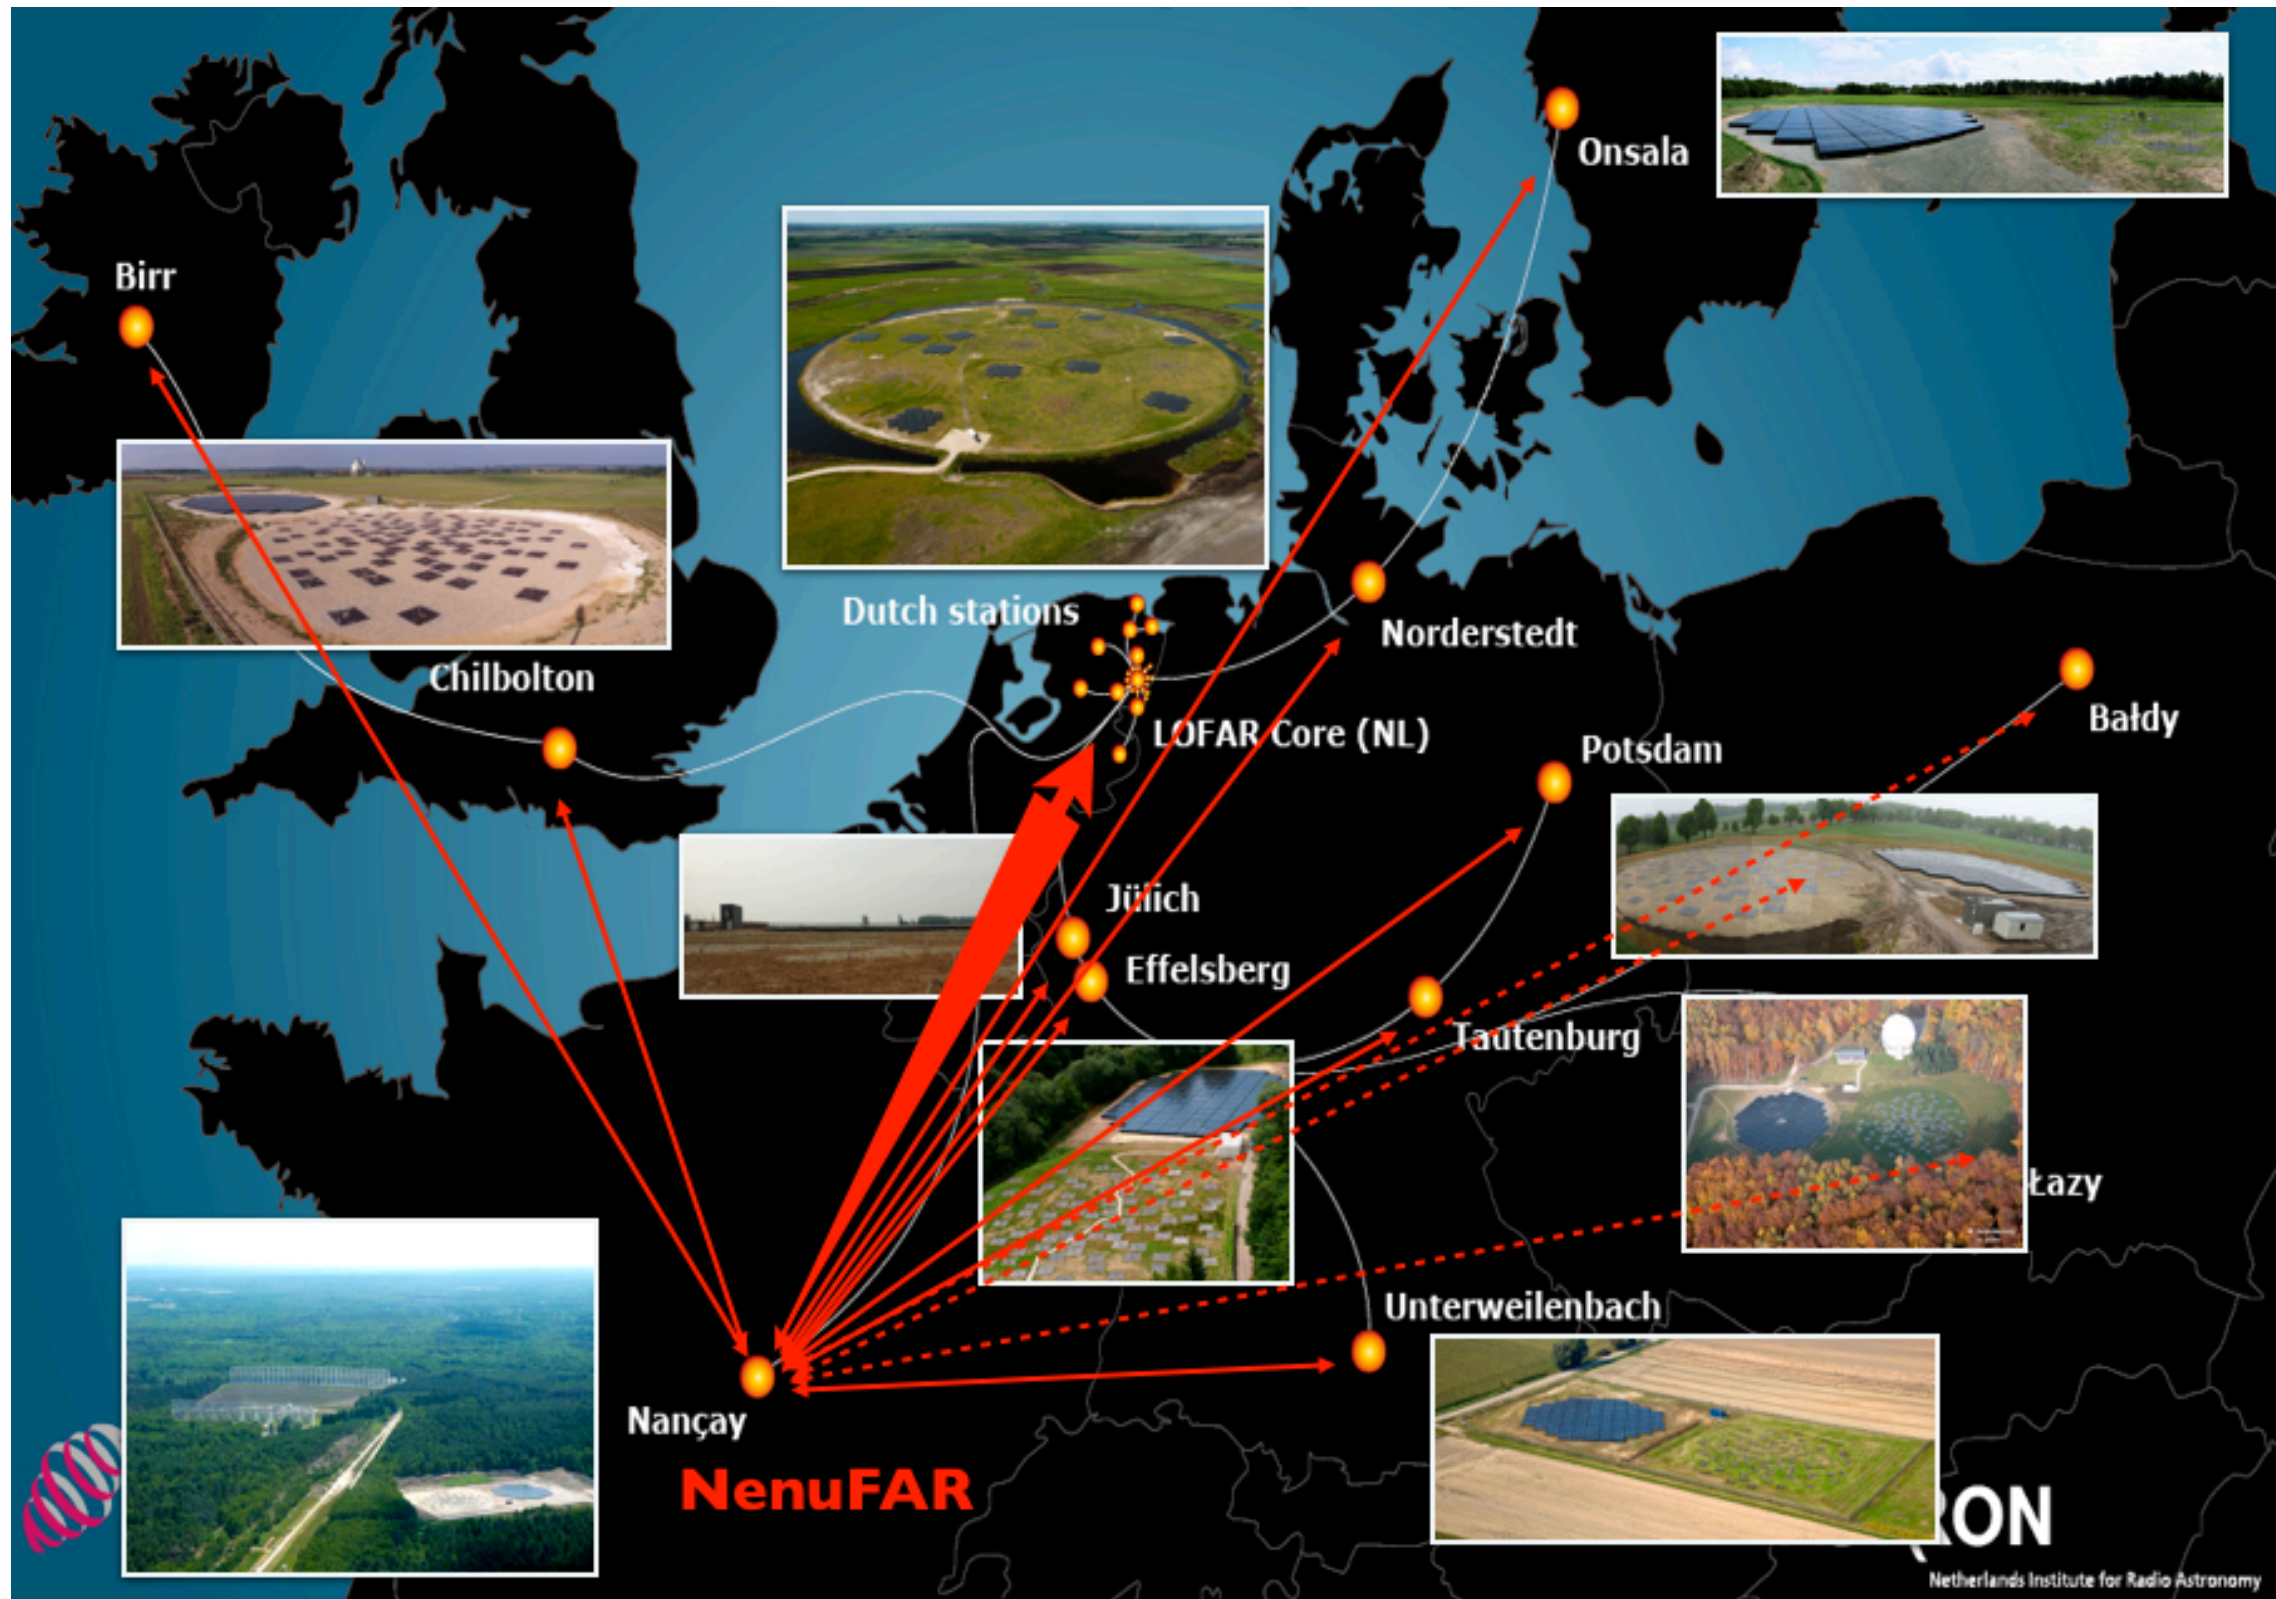 Onsala
Birr
Dutch stations
Norderstedt
Chilbolton
LOFAR Core (NL)
Bałdy
Potsdam
Jülich
Effelsberg
Tautenburg
Łazy
Unterweilenbach
Nançay
NenuFAR
RON
Netherlands Institute for Radio Astronomy